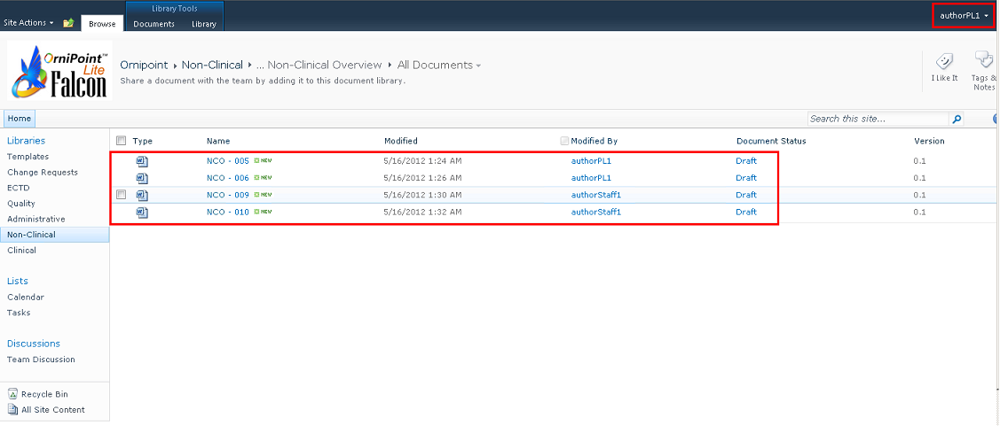 Library Tools
Site Actions Browse Documents Library authorPL1
OrniPoint™
Lite
Falcon
Ornipoint Non-Clinical ... Non-Clinical Overview All Documents
Share a document with the team by adding it to this document library.
I Like It
Tags &
Notes
Home
Search this site...
Libraries
Templates
Change Requests
ECTD
Quality
Administrative
Non-Clinical
Clinical
Lists
Calendar
Tasks
Discussions
Team Discussion
Recycle Bin
All Site Content
Type Name Modified Modified By Document Status Version
NCO - 005 NEW 5/16/2012 1:24 AM authorPL1 Draft 0.1
NCO - 006 NEW 5/16/2012 1:26 AM authorPL1 Draft 0.1
NCO - 009 NEW 5/16/2012 1:30 AM authorStaff1 Draft 0.1
NCO - 010 NEW 5/16/2012 1:32 AM authorStaff1 Draft 0.1